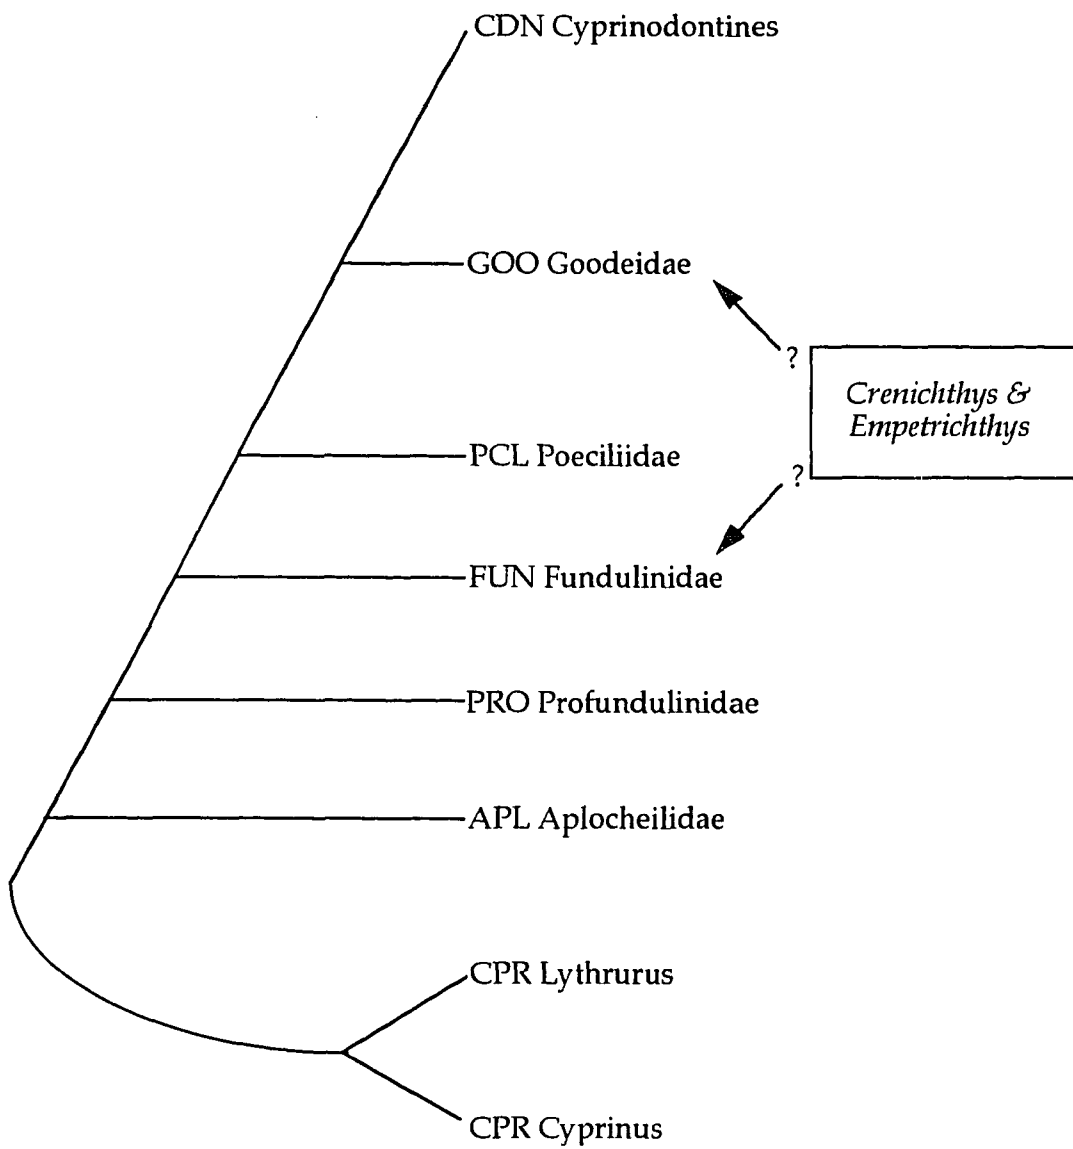 CDN Cyprinodontines
GOO Goodeidae
?
Crenichthys &
Empetrichthys
PCL Poeciliidae
?
FUN Fundulinidae
PRO Profundulinidae
APL Aplocheilidae
CPR Lythrurus
CPR Cyprinus